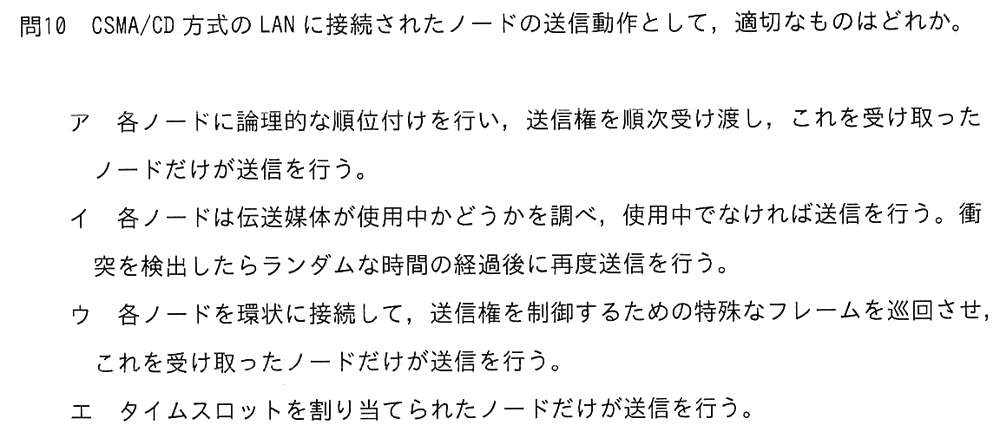 問10 CSMA/CD 方式の LAN に接続されたノードの送信動作として，適切なものはどれか。
ア 各ノードに論理的な順位付けを行い，送信権を順次受け渡し，これを受け取った
ノードだけが送信を行う。
イ 各ノードは伝送媒体が使用中かどうかを調べ，使用中でなければ送信を行う。衝
突を検出したらランダムな時間の経過後に再度送信を行う。
ウ 各ノードを環状に接続して，送信権を制御するための特殊なフレームを巡回させ，
これを受け取ったノードだけが送信を行う。
エ タイムスロットを割り当てられたノードだけが送信を行う。